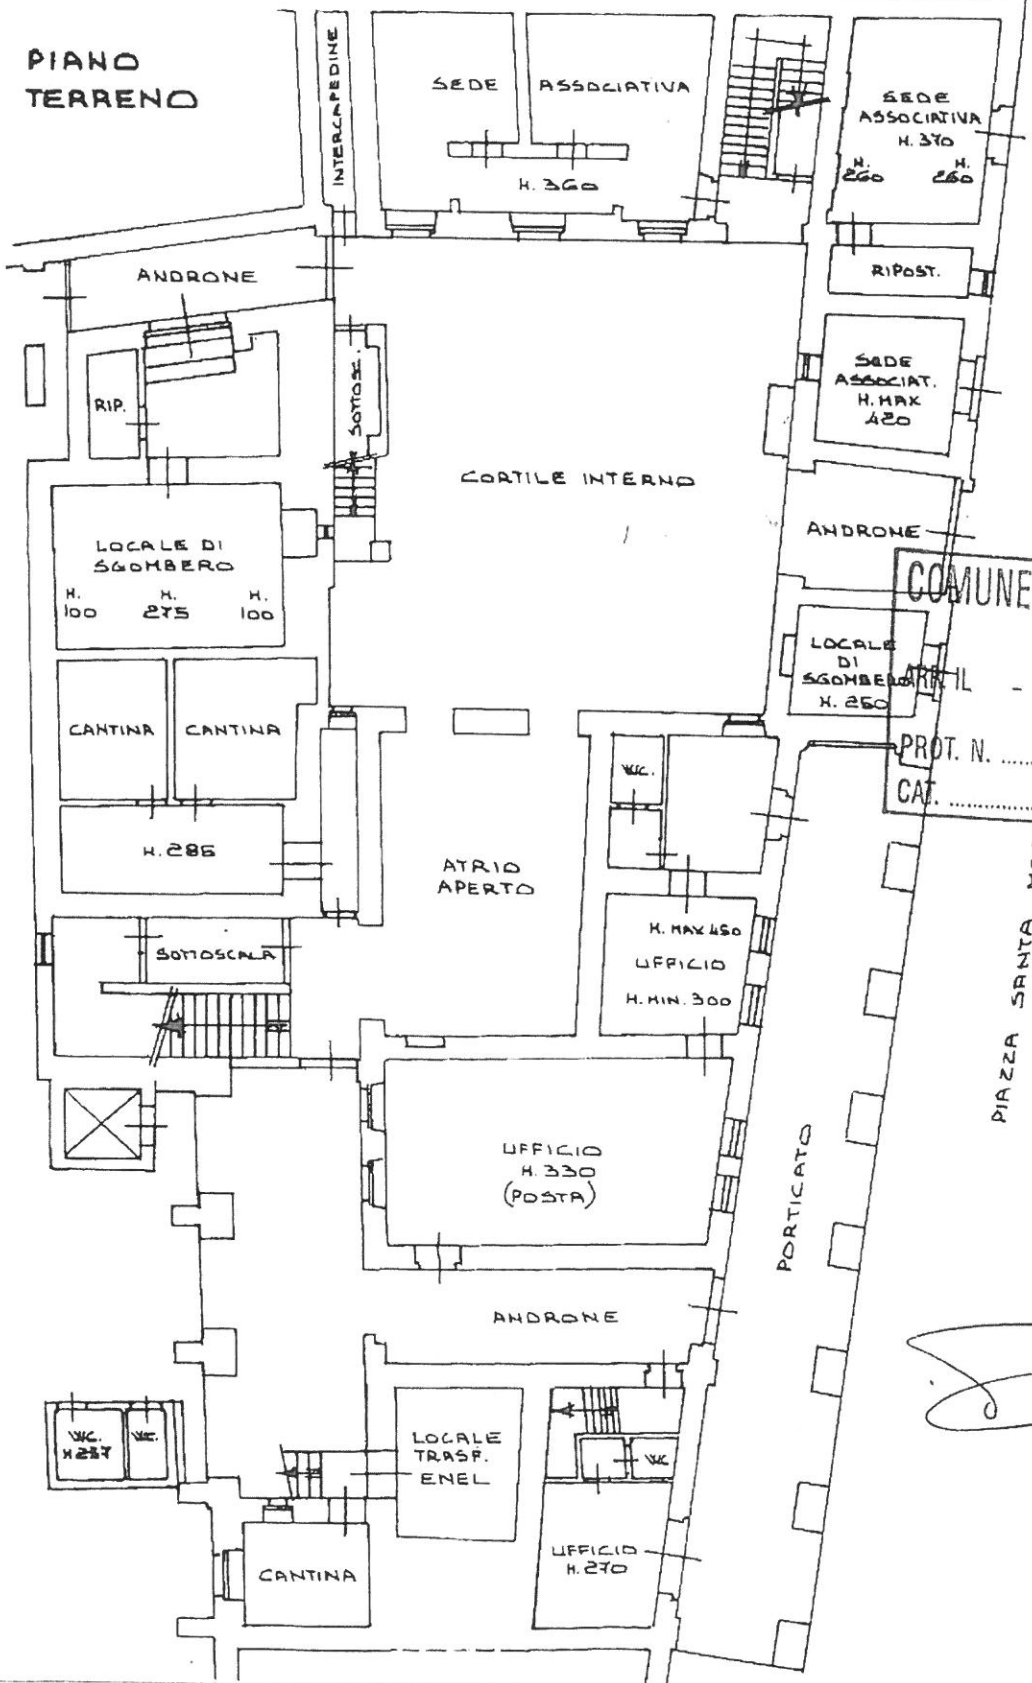 PIANO
TERRENO
INTERCAPEDINE
SEDE ASSOCIATIVA
H. 360
SEDE
ASSOCIATIVA
H. 370
H. 260 H. 260
RIPOST.
ANDRONE
RIP.
SOTTOSC.
SEDE
ASSOCIAT.
H. MAX
420
CORTILE INTERNO
ANDRONE
LOCALE DI
SGOMBERO
H. 100 H. 275 H. 100
COMUNE
ARR. IL -
PROT. N. ......
CAT. ...............
LOCALE
DI
SGOMBERO
H. 250
CANTINA
CANTINA
H. 285
W.C.
ATRIO
APERTO
H. MAX 450
UFFICIO
H. MIN. 300
SOTTOSCALA
PIAZZA SANTA
UFFICIO
H. 330
(POSTA)
PORTICATO
ANDRONE
W.C.
H 237
W.C.
LOCALE
TRASF.
ENEL
WC
CANTINA
UFFICIO
H. 270